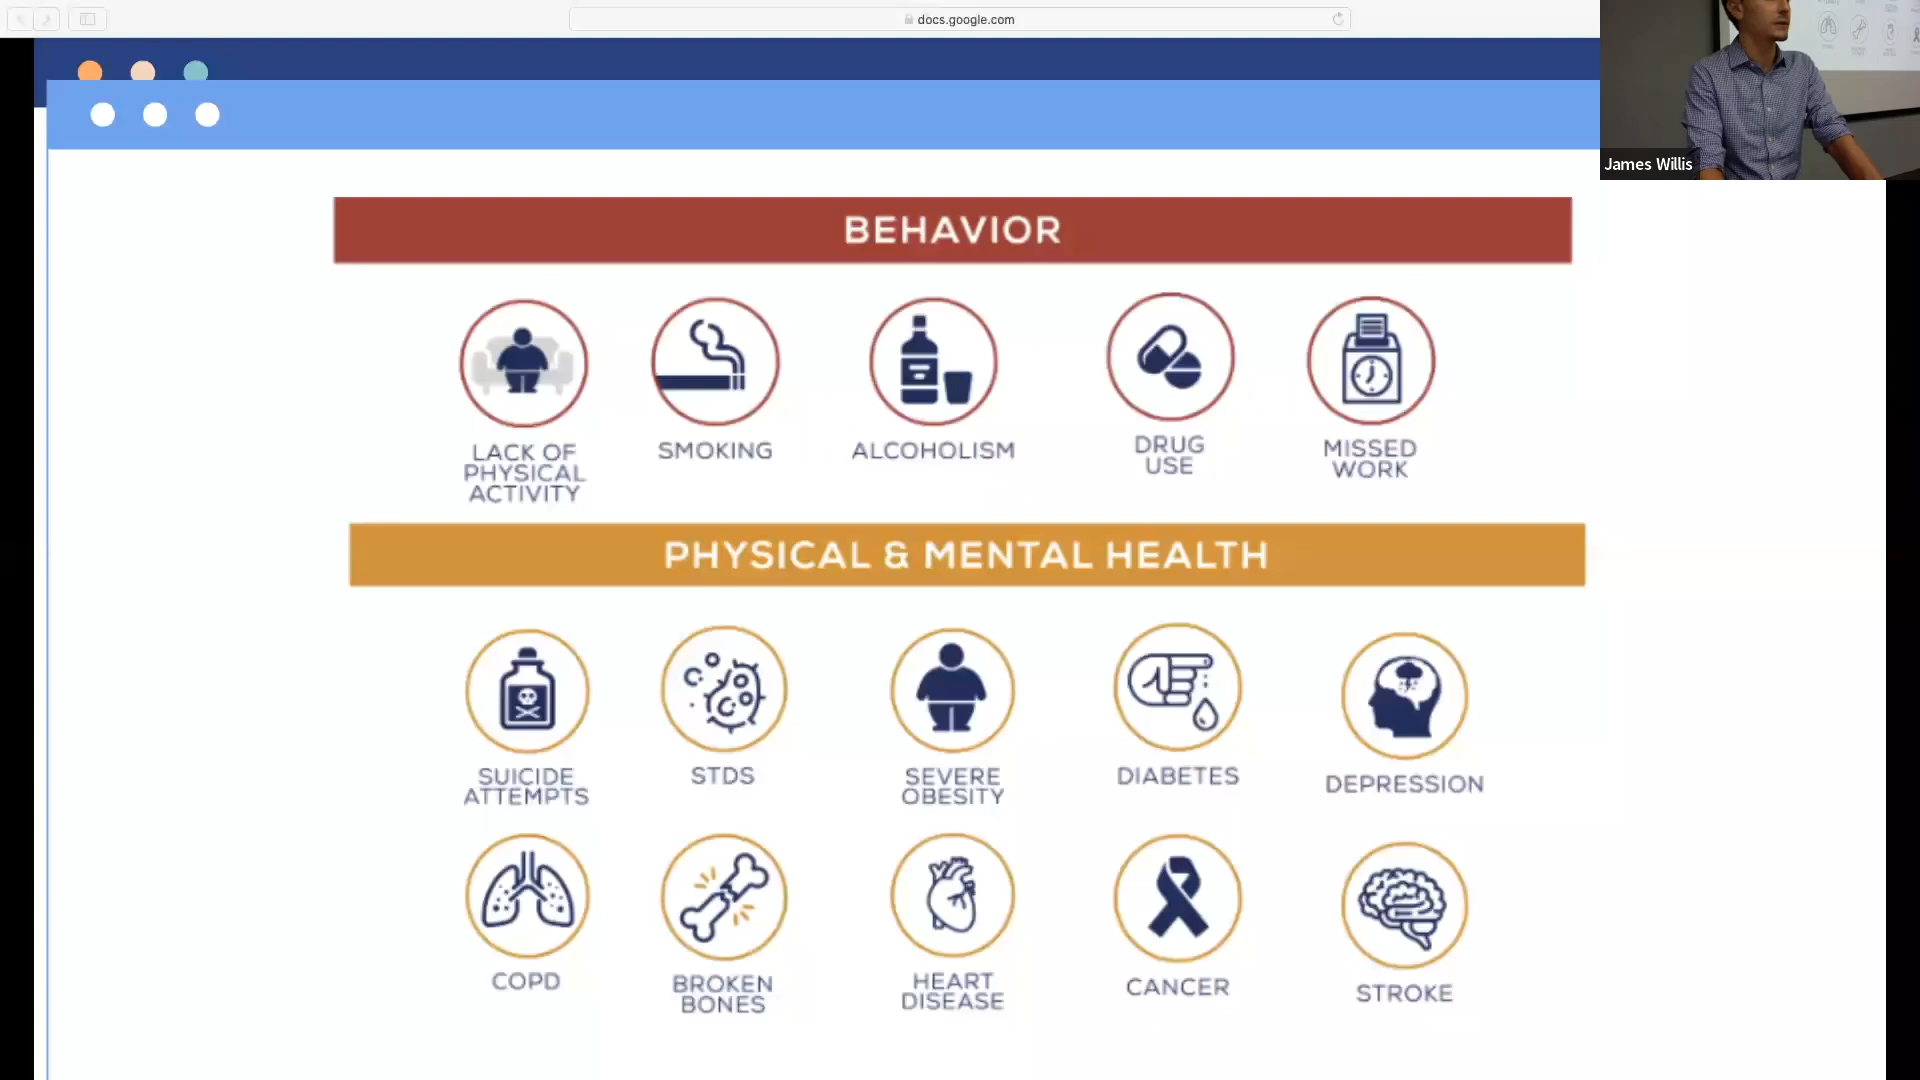 docs.google.com
James Willis
BEHAVIOR
LACK OF
PHYSICAL
ACTIVITY
SMOKING
ALCOHOLISM
DRUG
USE
MISSED
WORK
PHYSICAL & MENTAL HEALTH
SUICIDE
ATTEMPTS
STDS
SEVERE
OBESITY
DIABETES
DEPRESSION
COPD
BROKEN
BONES
HEART
DISEASE
CANCER
STROKE